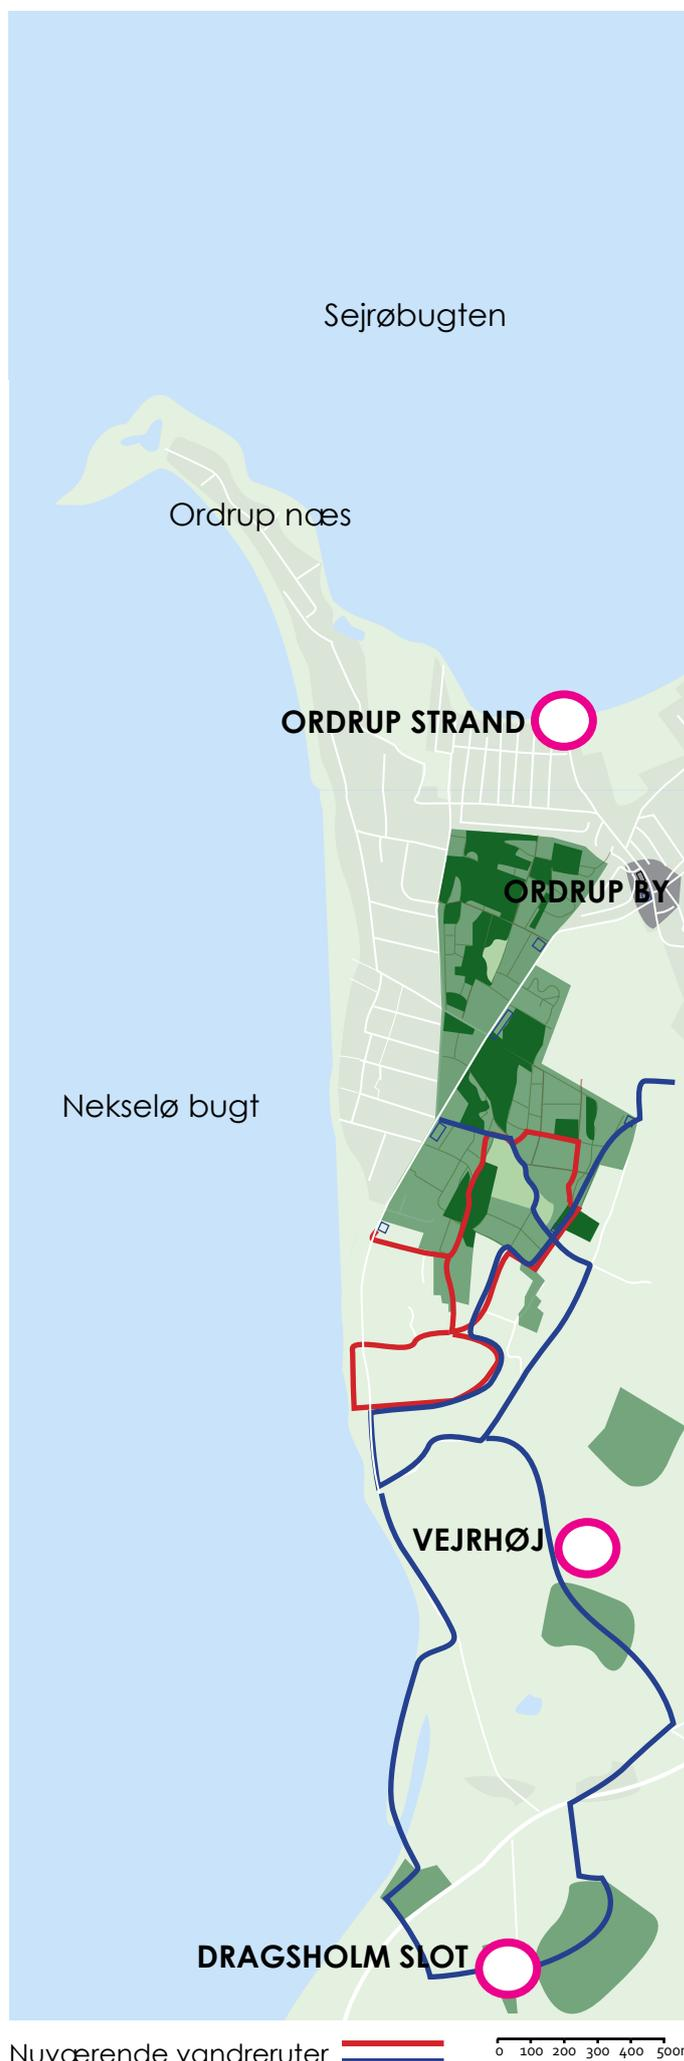 Sejrøbugten
Ordrup næs
ORDRUP STRAND
ORDRUP BY
Nekselø bugt
VEJRHØJ
DRAGSHOLM SLOT
Nuværende vandreruter
0 100 200 300 400 500m